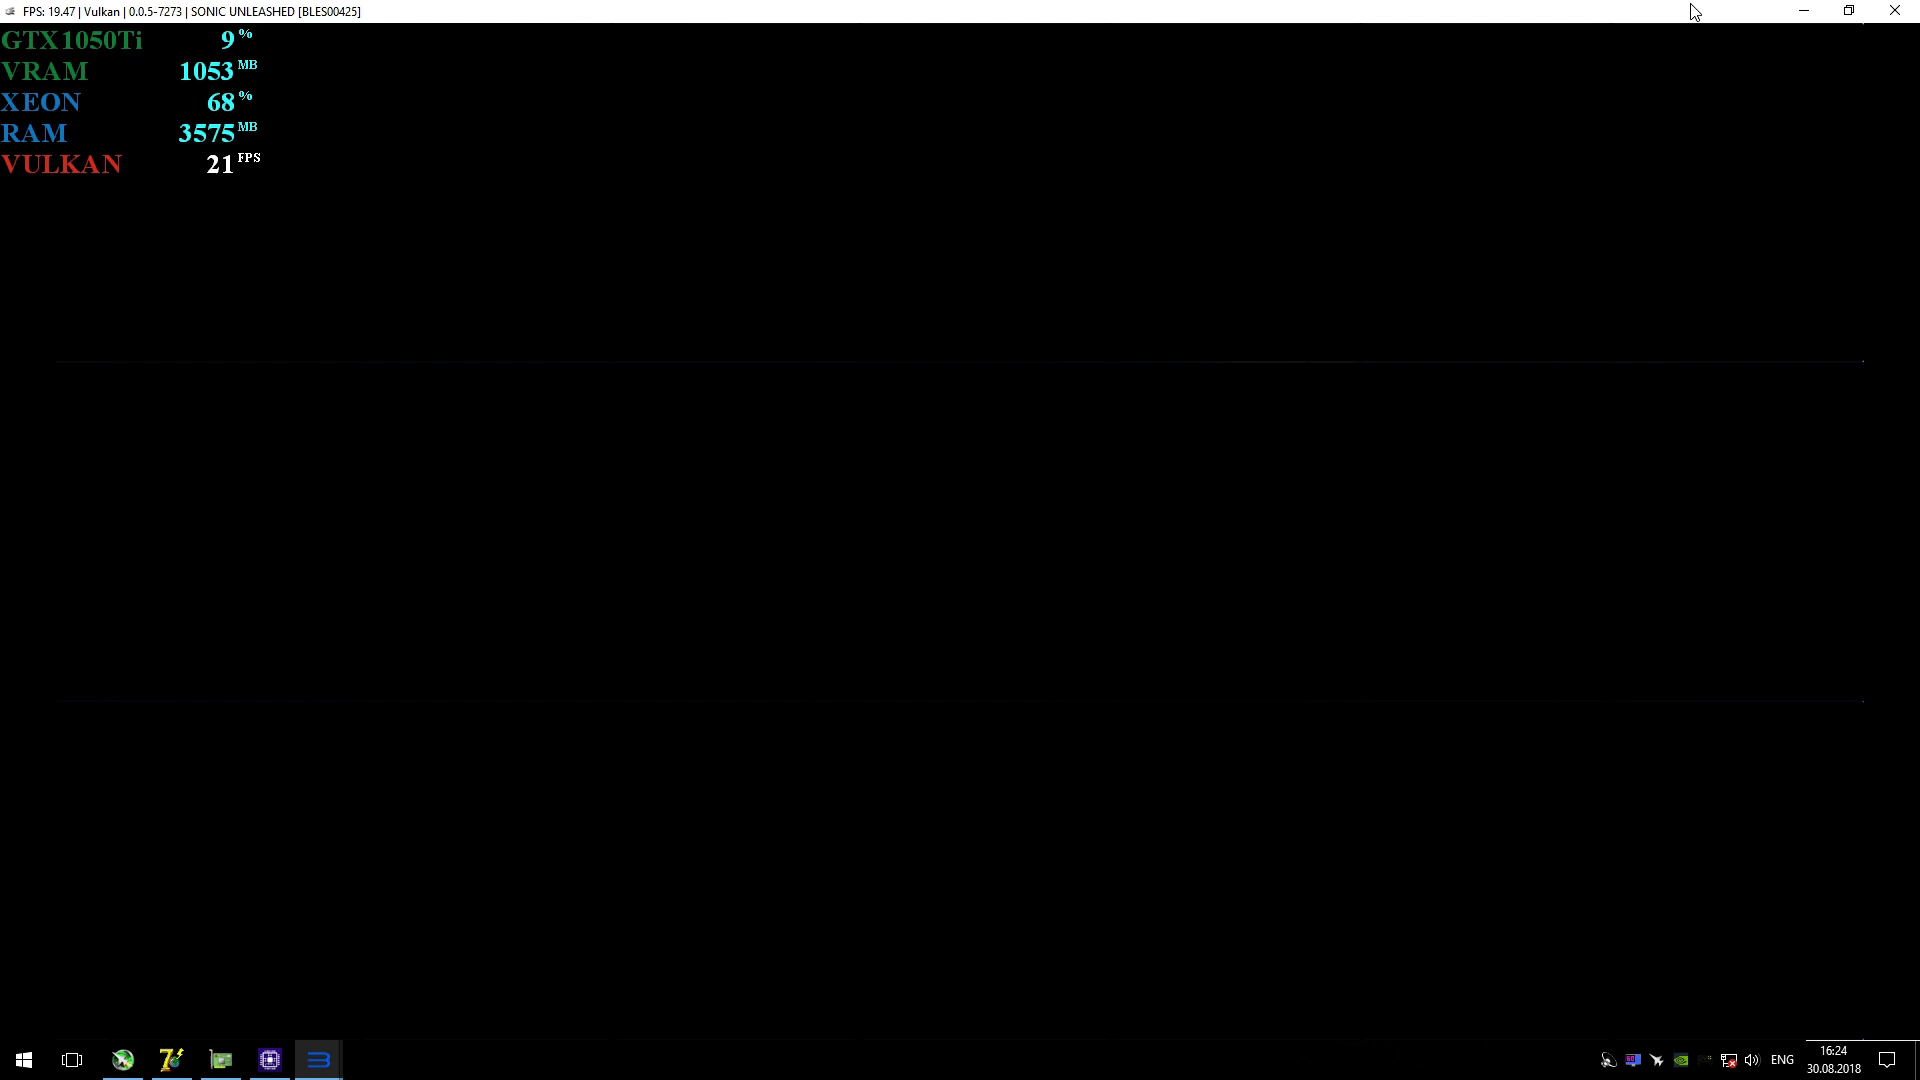 FPS: 19.47 | Vulkan | 0.0.5-7273 | SONIC UNLEASHED [BLES00425]
GTX1050Ti 9 %
VRAM 1053 MB
XEON 68 %
RAM 3575 MB
VULKAN 21 FPS
ENG
16:24
30.08.2018